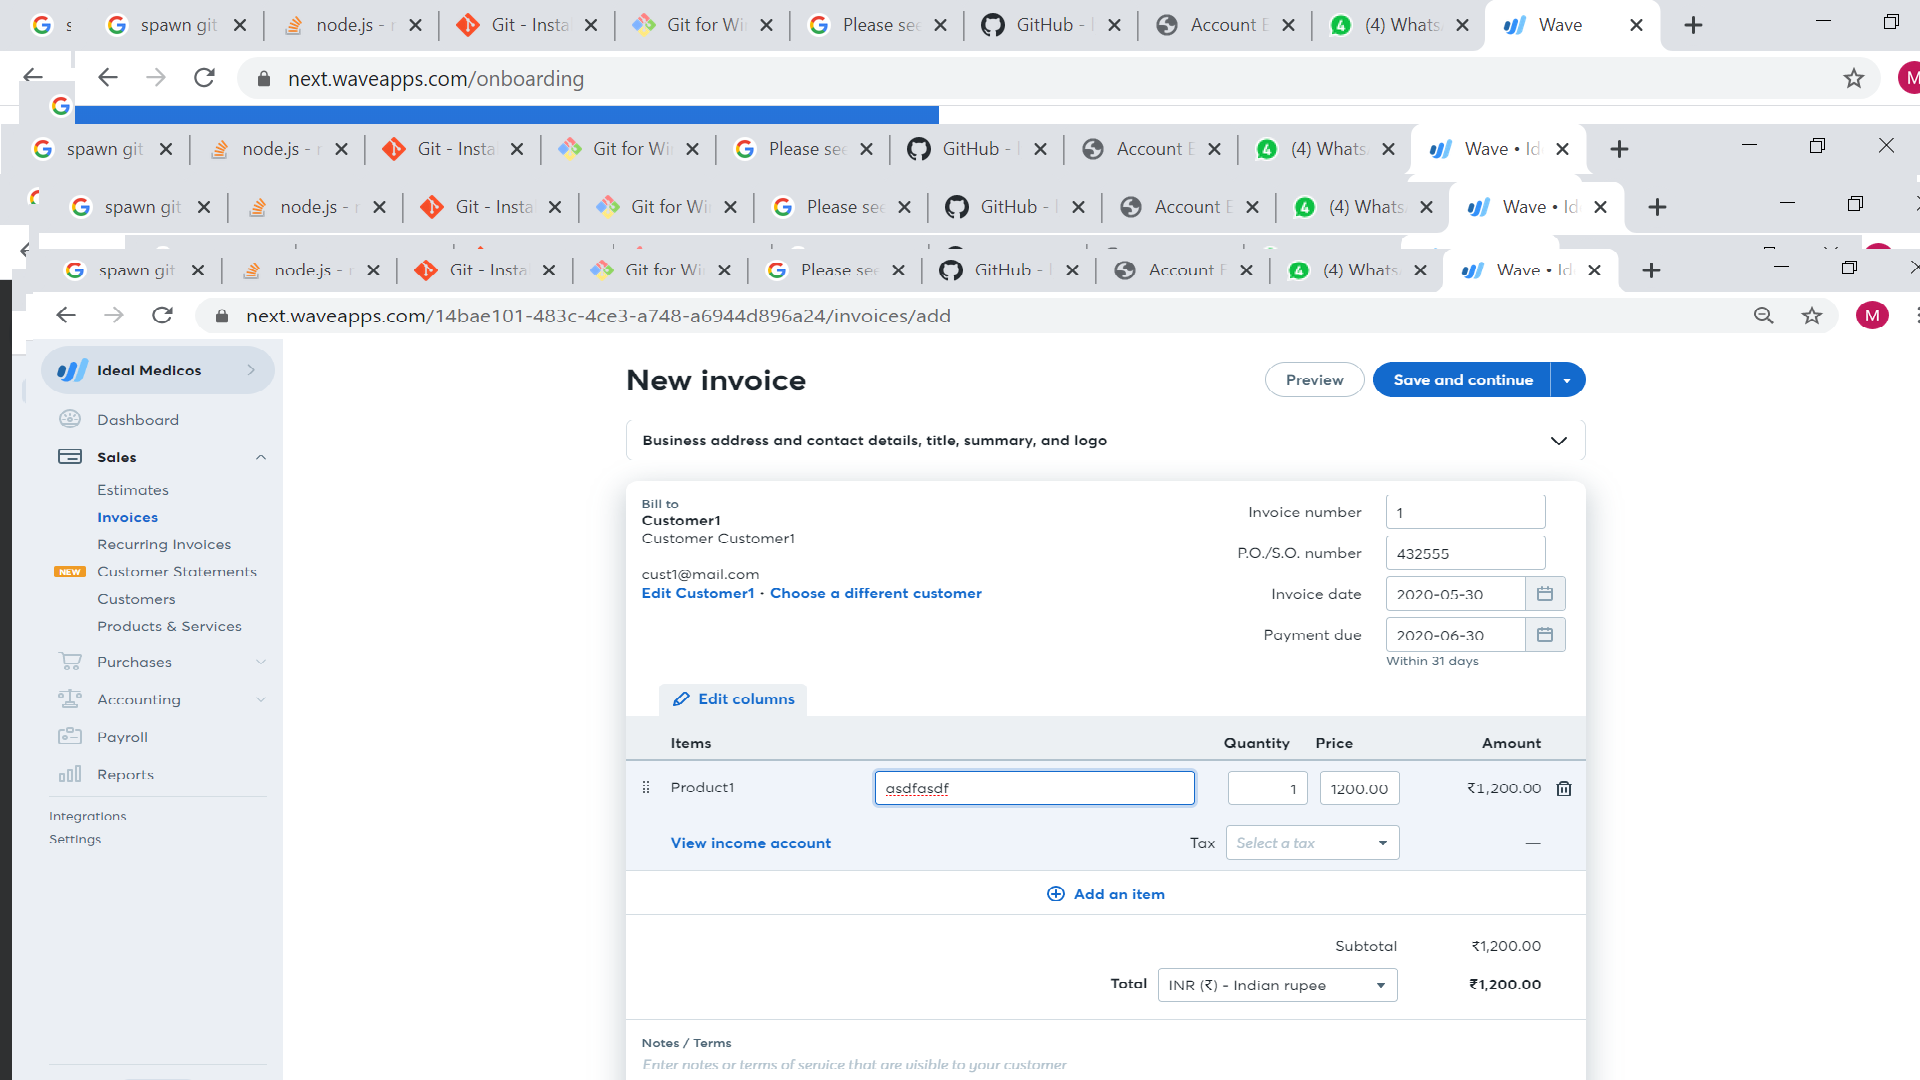 spawn git
node.js -
Git - Insta
Git for Wi
Please see
GitHub -
Account
(4) Whats
Wave
next.waveapps.com/onboarding
M
spawn git
node.js -
Git - Insta
Git for Wi
Please see
GitHub -
Account
(4) Whats
Wave • Id
spawn git
node.js -
Git - Insta
Git for Wi
Please see
GitHub -
Account
(4) Whats
Wave • Id
spawn git
node.js -
Git - Insta
Git for Wi
Please see
GitHub -
Account
(4) Whats
Wave • Id
next.waveapps.com/14bae101-483c-4ce3-a748-a6944d896a24/invoices/add
M
Ideal Medicos
Dashboard
Sales
Estimates
Invoices
Recurring Invoices
NEW Customer Statements
Customers
Products & Services
Purchases
Accounting
Payroll
Reports
Integrations
Settings
New invoice
Preview
Save and continue
Business address and contact details, title, summary, and logo
Bill to
Customer1
Customer Customer1
cust1@mail.com
Edit Customer1 · Choose a different customer
Invoice number 1
P.O./S.O. number 432555
Invoice date 2020-05-30
Payment due 2020-06-30
Within 31 days
Edit columns
Items Quantity Price Amount
Product1 asdfasdf 1 1200.00 ₹1,200.00
View income account Tax Select a tax —
Add an item
Subtotal ₹1,200.00
Total INR (₹) - Indian rupee ₹1,200.00
Notes / Terms
Enter notes or terms of service that are visible to your customer